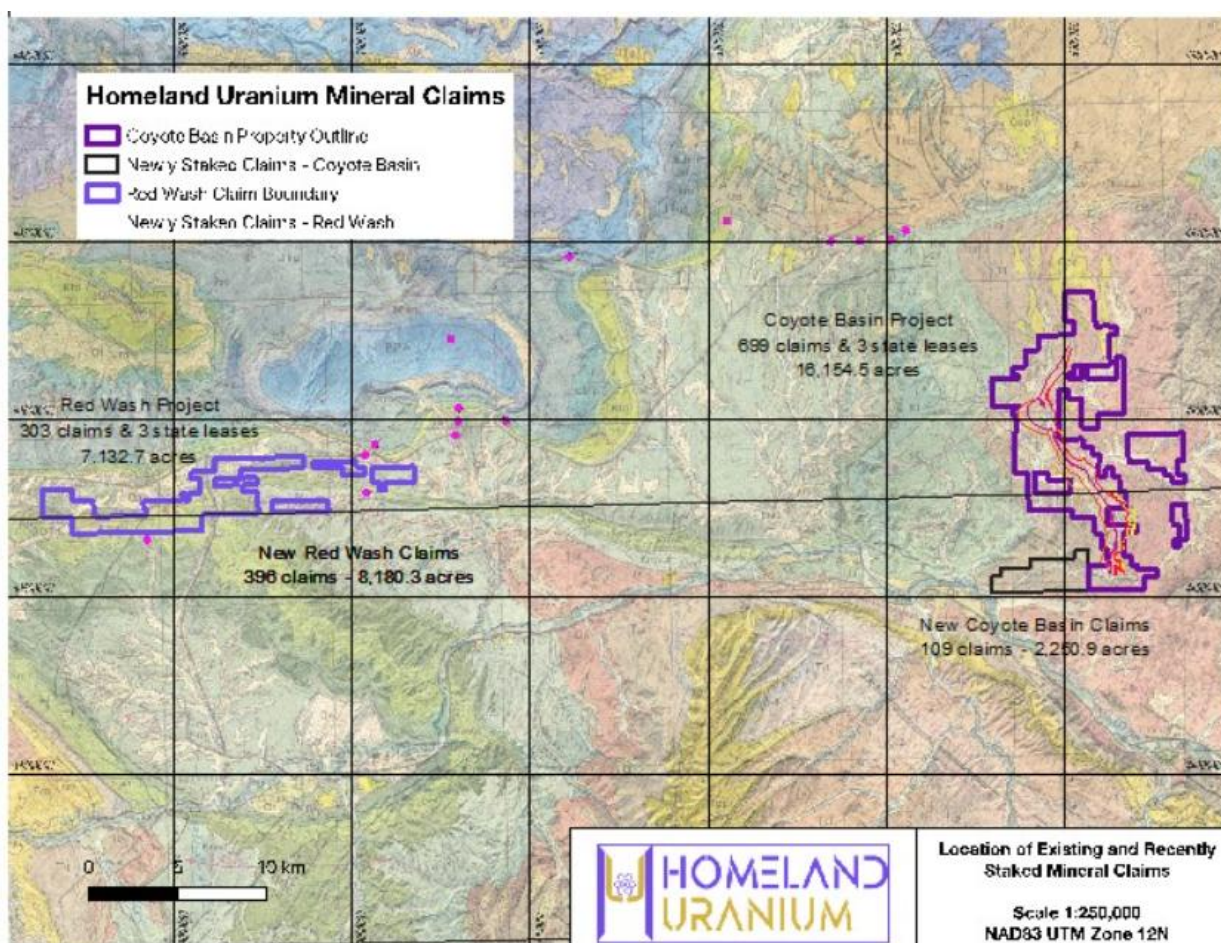 Homeland Uranium Mineral Claims
Coyote Basin Property Outline
Newly Staked Claims - Coyote Basin
Red Wash Claim Boundary
Newly Staked Claims - Red Wash
Coyote Basin Project
699 claims & 3 state leases
16,154.5 acres
Red Wash Project
303 claims & 3 state leases
7,132.7 acres
New Red Wash Claims
396 claims - 8,180.3 acres
New Coyote Basin Claims
109 claims - 2,250.9 acres
0 5 10 km
HOMELAND
URANIUM
Location of Existing and Recently
Staked Mineral Claims
Scale 1:250,000
NAD83 UTM Zone 12N